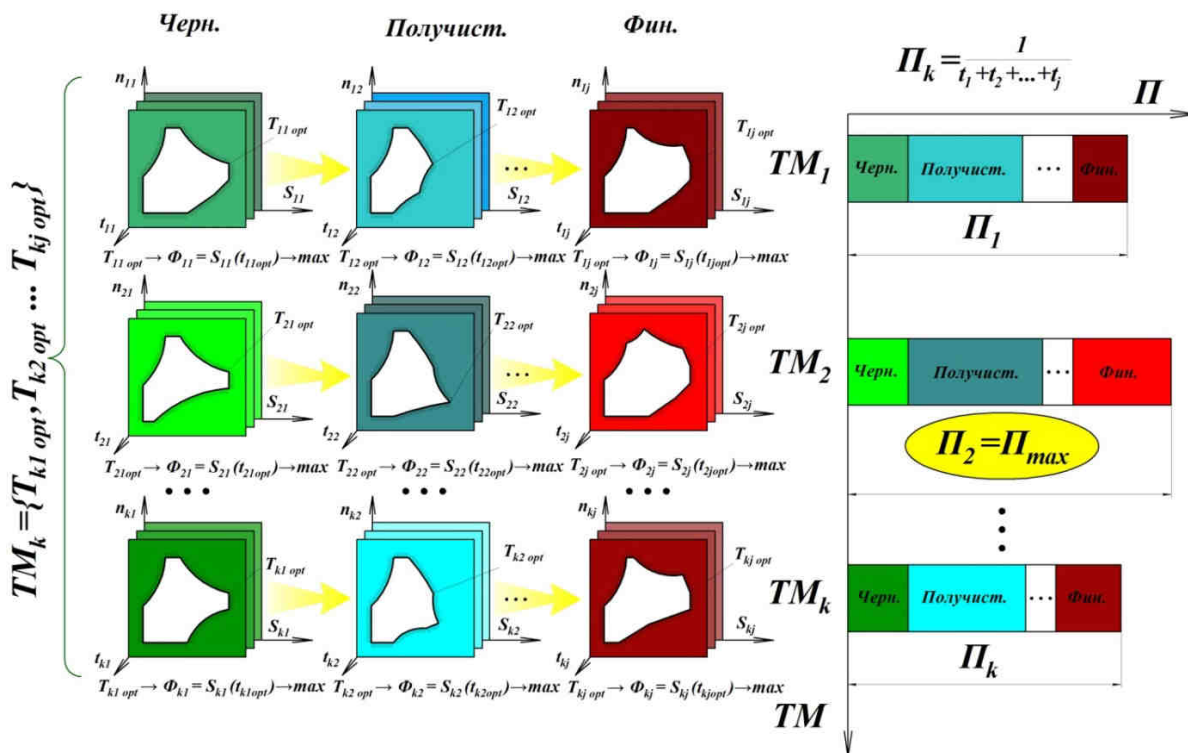 Черн. Получист. Фин.
TM_k={T_k1 opt, T_k2 opt ... T_kj opt}
n_11 n_12 n_1j
T_11 opt T_12 opt T_1j opt
...
S_11 S_12 S_1j
t_11 t_12 t_1j
T_11 opt → Ф_11 = S_11 (t_11opt)→max T_12 opt → Ф_12 = S_12 (t_12opt)→max T_1j opt → Ф_1j = S_1j (t_1jopt)→max
n_21 n_22 n_2j
T_21 opt T_22 opt T_2j opt
...
S_21 S_22 S_2j
t_21 t_22 t_2j
T_21opt → Ф_21 = S_21 (t_21opt)→max T_22 opt → Ф_22 = S_22 (t_22opt)→max T_2j opt → Ф_2j = S_2j (t_2jopt)→max
... ... ...
n_k1 n_k2 n_kj
T_k1 opt T_k2 opt T_kj opt
...
S_k1 S_k2 S_kj
t_k1 t_k2 t_kj
T_k1 opt → Ф_k1 = S_k1 (t_k1opt)→max T_k2 opt → Ф_k2 = S_k2 (t_k2opt)→max T_kj opt → Ф_kj = S_kj (t_kjopt)→max
П_k = 1/(t_1+t_2+...+t_j)
П
TM_1
Черн. Получист. ... Фин.
П_1
TM_2
Черн. Получист. ... Фин.
П_2=П_max
...
TM_k
Черн. Получист. ... Фин.
П_k
TM